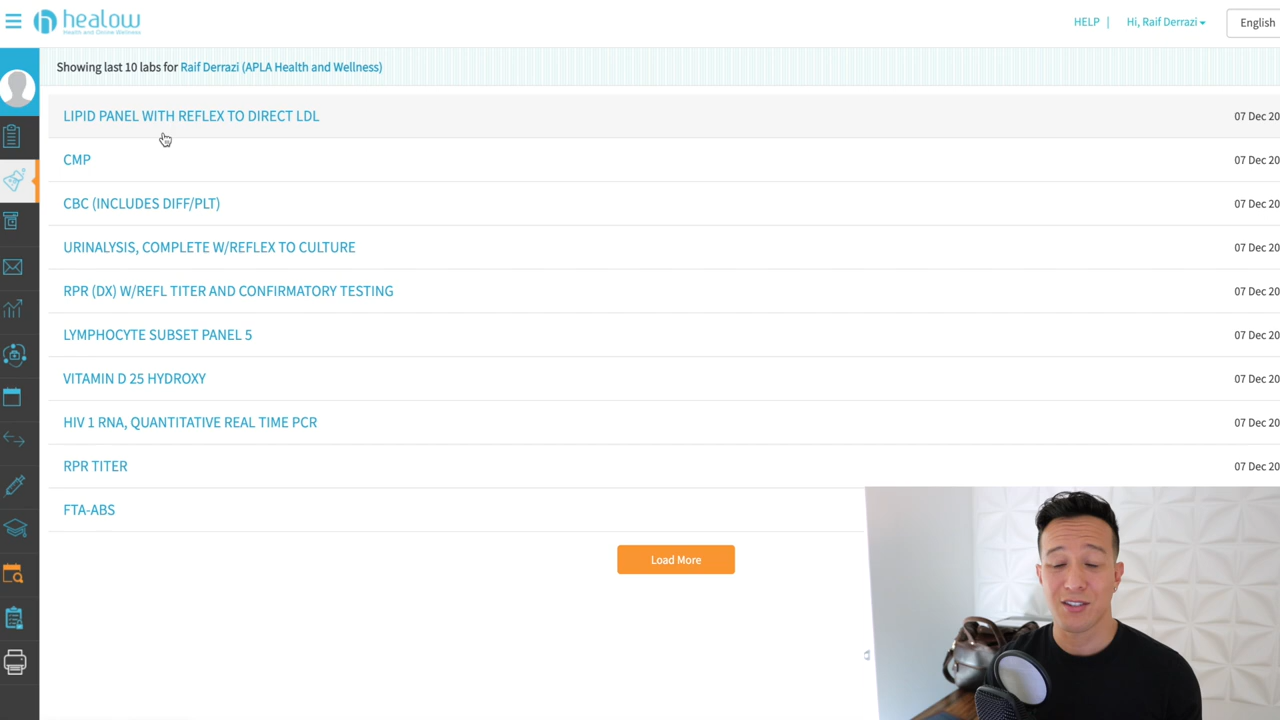 healow
Health and Online Wellness
HELP |
Hi, Raif Derrazi
English
Showing last 10 labs for Raif Derrazi (APLA Health and Wellness)
LIPID PANEL WITH REFLEX TO DIRECT LDL
07 Dec 20
CMP
07 Dec 20
CBC (INCLUDES DIFF/PLT)
07 Dec 20
URINALYSIS, COMPLETE W/REFLEX TO CULTURE
07 Dec 20
RPR (DX) W/REFL TITER AND CONFIRMATORY TESTING
07 Dec 20
LYMPHOCYTE SUBSET PANEL 5
07 Dec 20
VITAMIN D 25 HYDROXY
07 Dec 20
HIV 1 RNA, QUANTITATIVE REAL TIME PCR
07 Dec 20
RPR TITER
07 Dec 20
FTA-ABS
Load More